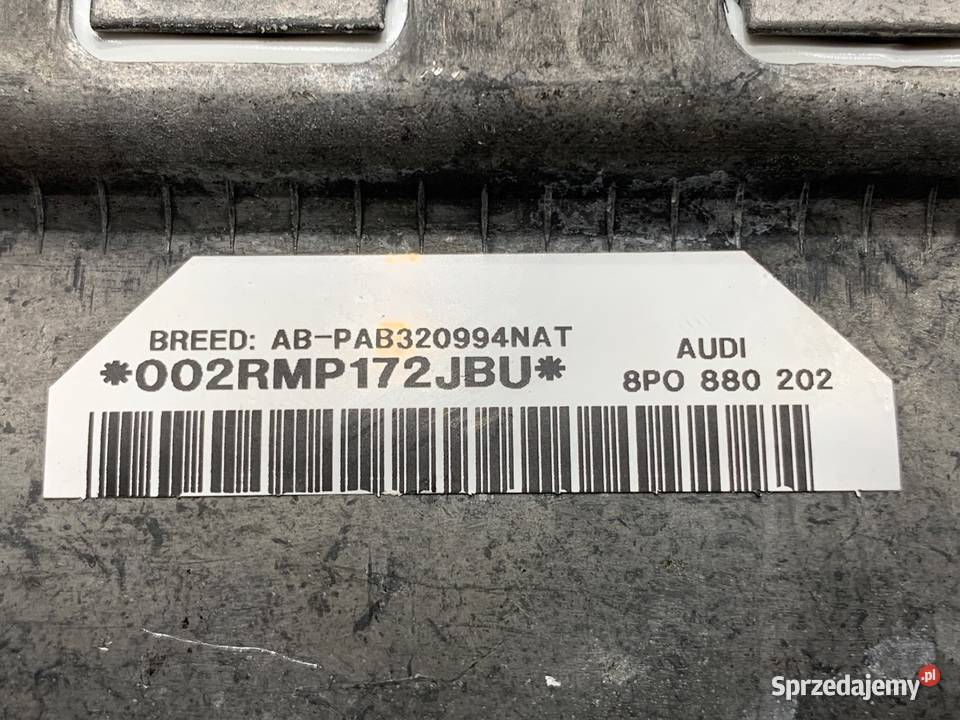 BREED: AB-PAB320994NAT
*002RMP172JBU*
AUDI
8P0 880 202
Sprzedajemy.pl